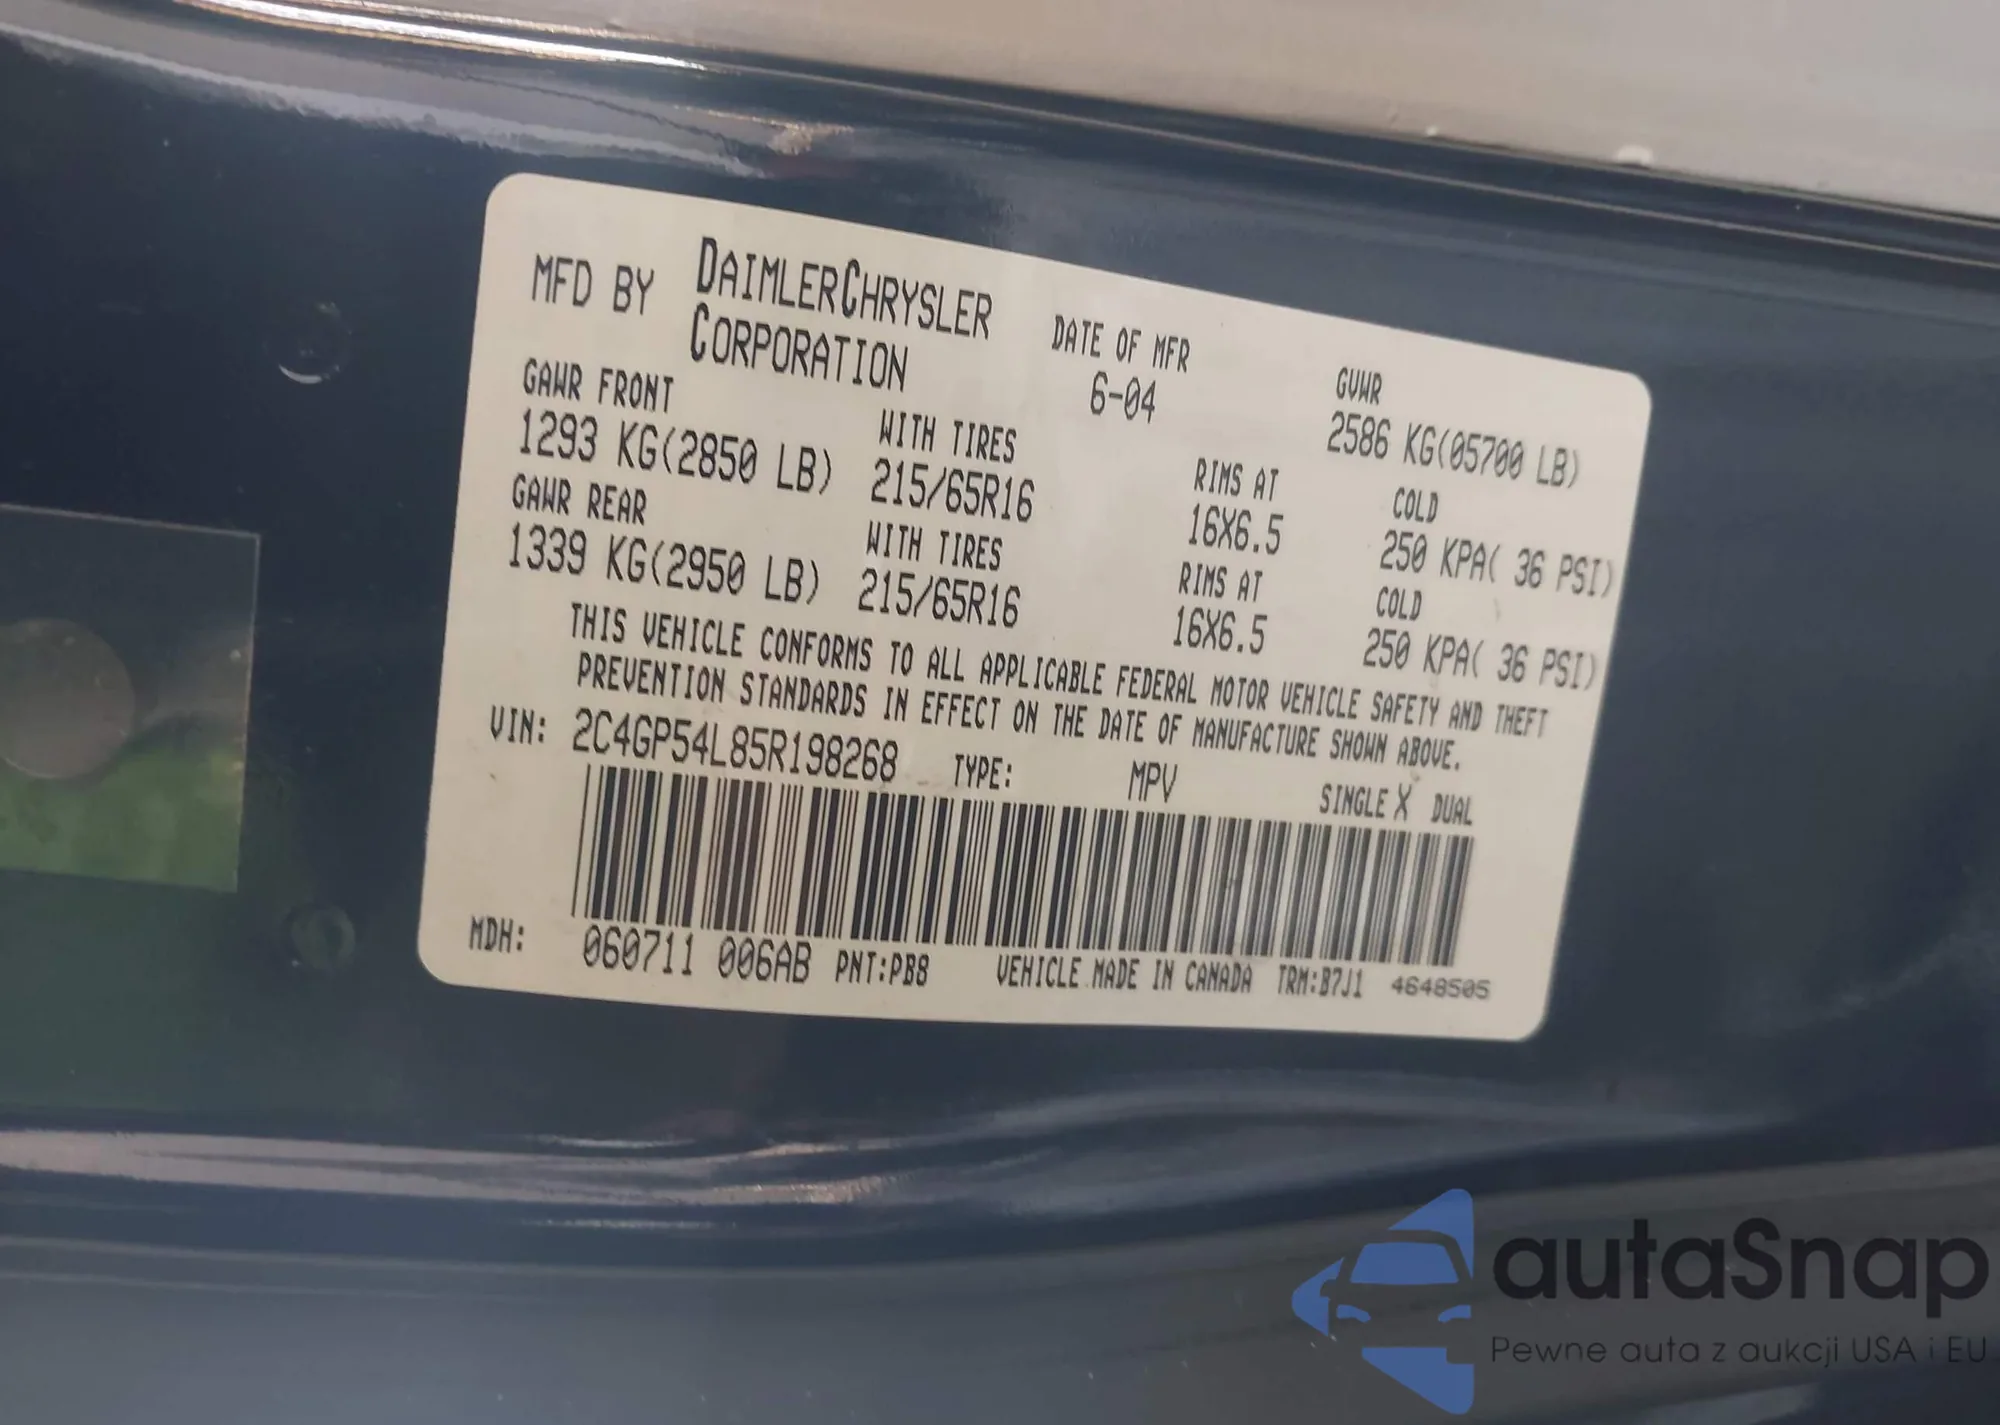 MFD BY DAIMLERCHRYSLER CORPORATION
DATE OF MFR 6-04
GVWR 2586 KG(05700 LB)
GAWR FRONT WITH TIRES RIMS AT COLD
1293 KG(2850 LB) 215/65R16 16X6.5 250 KPA( 36 PSI)
GAWR REAR WITH TIRES RIMS AT COLD
1339 KG(2950 LB) 215/65R16 16X6.5 250 KPA( 36 PSI)
THIS VEHICLE CONFORMS TO ALL APPLICABLE FEDERAL MOTOR VEHICLE SAFETY AND THEFT
PREVENTION STANDARDS IN EFFECT ON THE DATE OF MANUFACTURE SHOWN ABOVE.
VIN: 2C4GP54L85R198268 TYPE: MPV SINGLE X DUAL
MDH: 060711 006AB PNT:PB8 VEHICLE MADE IN CANADA TRM:B7J1 4648505
autaSnap
Pewne auta z aukcji USA i EU